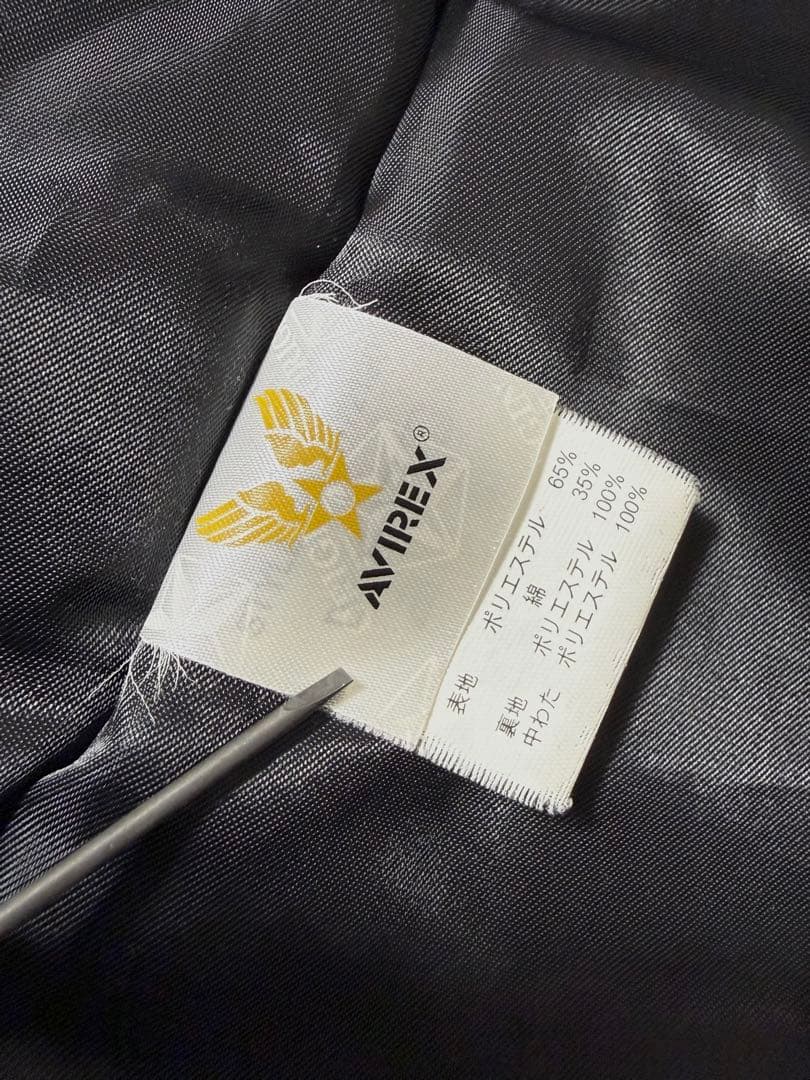 AVIREX®
表地 ポリエステル 65%
綿 35%
裏地 ポリエステル 100%
中わた ポリエステル 100%